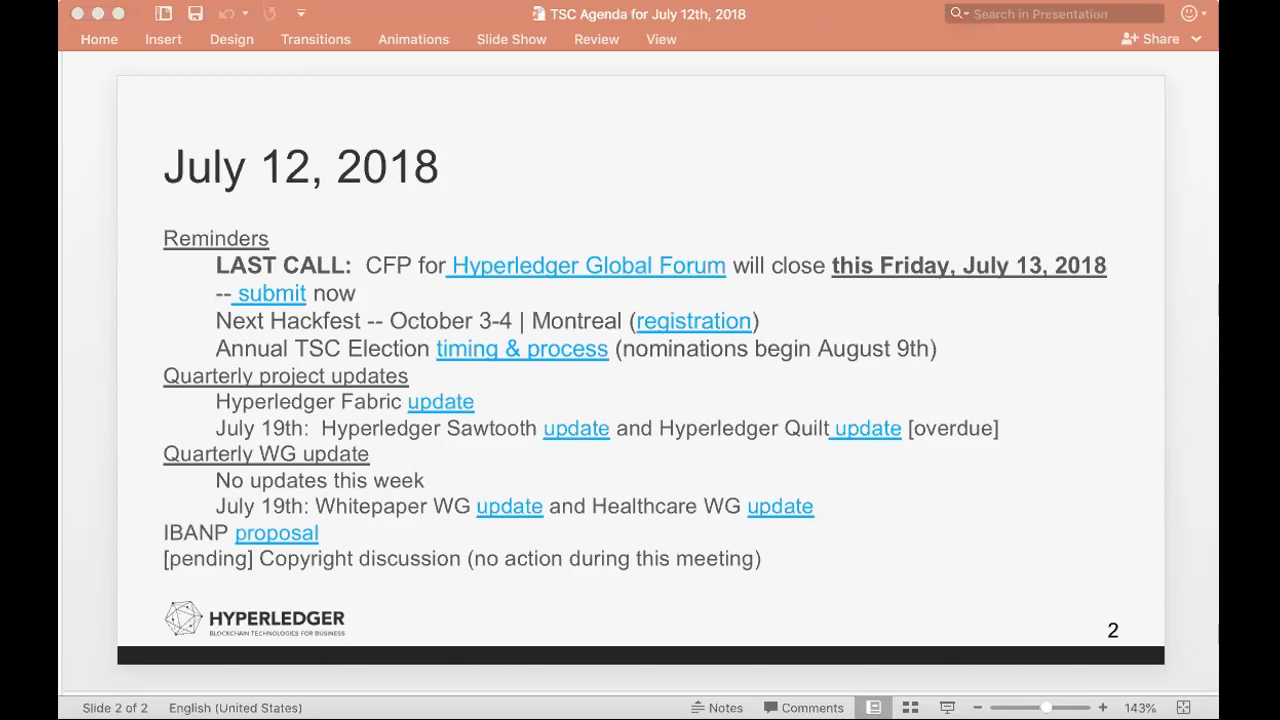 TSC Agenda for July 12th, 2018
Search in Presentation
Home Insert Design Transitions Animations Slide Show Review View Share
July 12, 2018
Reminders
LAST CALL: CFP for Hyperledger Global Forum will close this Friday, July 13, 2018
-- submit now
Next Hackfest -- October 3-4 | Montreal (registration)
Annual TSC Election timing & process (nominations begin August 9th)
Quarterly project updates
Hyperledger Fabric update
July 19th: Hyperledger Sawtooth update and Hyperledger Quilt update [overdue]
Quarterly WG update
No updates this week
July 19th: Whitepaper WG update and Healthcare WG update
IBANP proposal
[pending] Copyright discussion (no action during this meeting)
HYPERLEDGER
BLOCKCHAIN TECHNOLOGIES FOR BUSINESS
2
Slide 2 of 2 English (United States) Notes Comments 143%